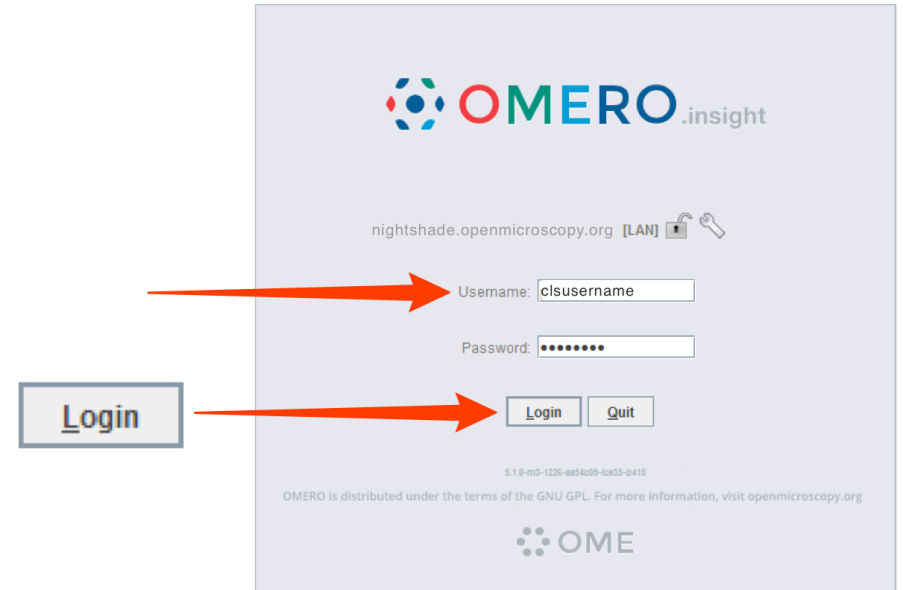 OMERO.insight
nightshade.openmicroscopy.org [LAN]
Username: clsusername
Password: ••••••••
Login
Login Quit
OMERO is distributed under the terms of the GNU GPL. For more information, visit openmicroscopy.org
OME